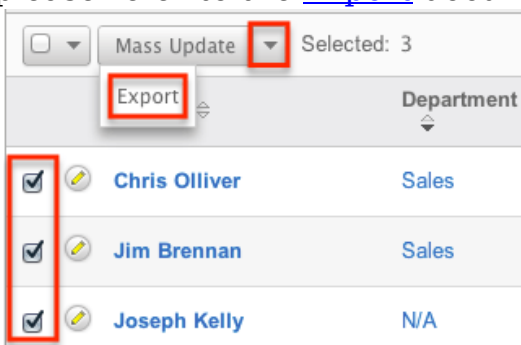 Mass Update Selected: 3
Export
Department
Chris Olliver Sales
Jim Brennan Sales
Joseph Kelly N/A